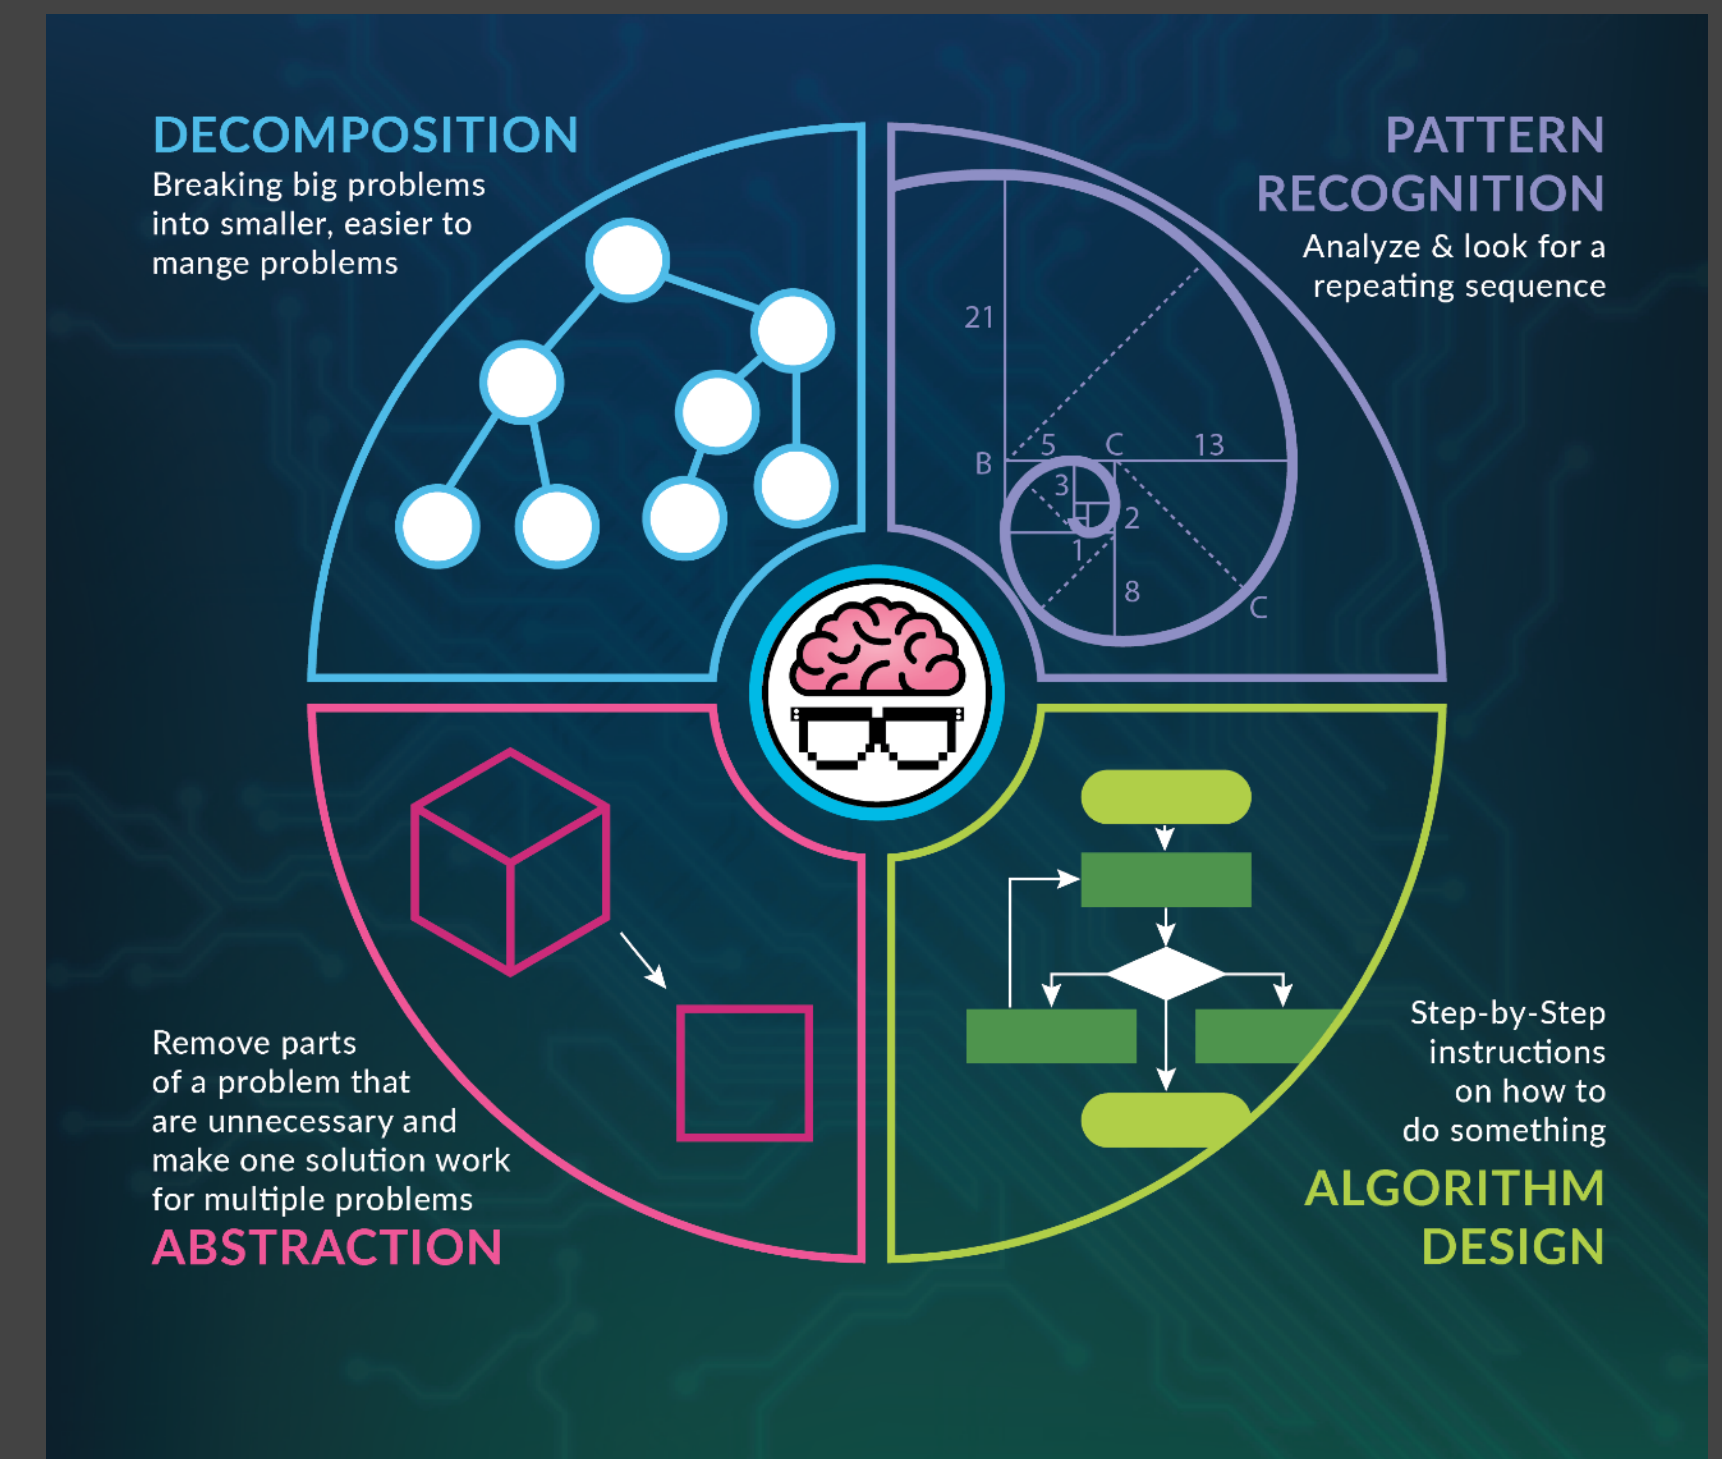 DECOMPOSITION
Breaking big problems
into smaller, easier to
mange problems
PATTERN
RECOGNITION
Analyze & look for a
repeating sequence
21
5
C
13
B
3
2
1
8
C
Remove parts
of a problem that
are unnecessary and
make one solution work
for multiple problems
ABSTRACTION
Step-by-Step
instructions
on how to
do something
ALGORITHM
DESIGN